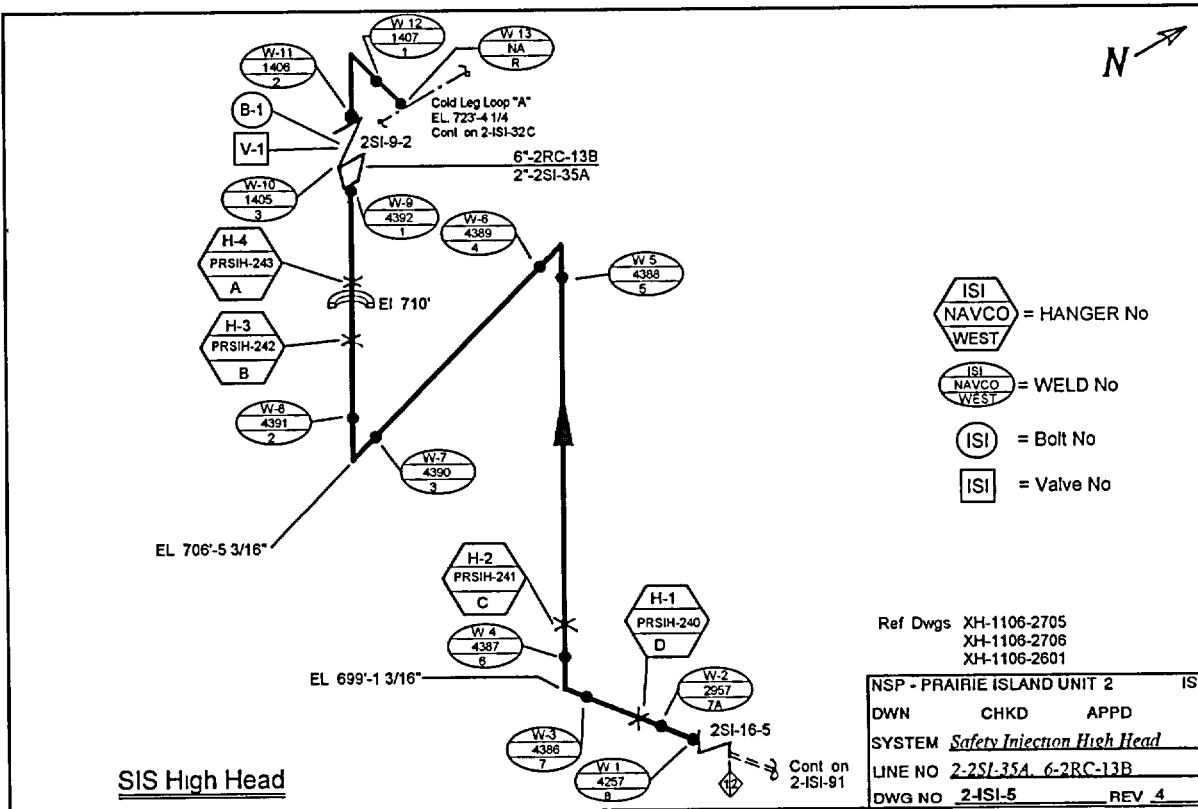 W 12
1407
1
W 13
NA
R
W-11
1406
2
N
B-1
Cold Leg Loop "A"
EL. 723'-4 1/4
Cont on 2-ISI-32C
V-1
2SI-9-2
6"-2RC-13B
2"-2SI-35A
W-10
1405
3
W-9
4392
1
W-6
4389
4
W 5
4388
5
H-4
PRSIH-243
A
El 710'
H-3
PRSIH-242
B
ISI
NAVCO
WEST
= HANGER No
ISI
NAVCO
WEST
= WELD No
ISI
= Bolt No
ISI
= Valve No
W-8
4391
2
W-7
4390
3
EL 706'-5 3/16"
H-2
PRSIH-241
C
H-1
PRSIH-240
D
W 4
4387
6
EL 699'-1 3/16"
W-2
2957
7A
2SI-16-5
W-3
4386
7
W 1
4257
8
12
Cont on
2-ISI-91
SIS High Head
Ref Dwgs XH-1106-2705
XH-1106-2706
XH-1106-2601
NSP - PRAIRIE ISLAND UNIT 2 IS
DWN CHKD APPD
SYSTEM Safety Injection High Head
LINE NO 2-2SI-35A. 6-2RC-13B
DWG NO 2-ISI-5 REV 4